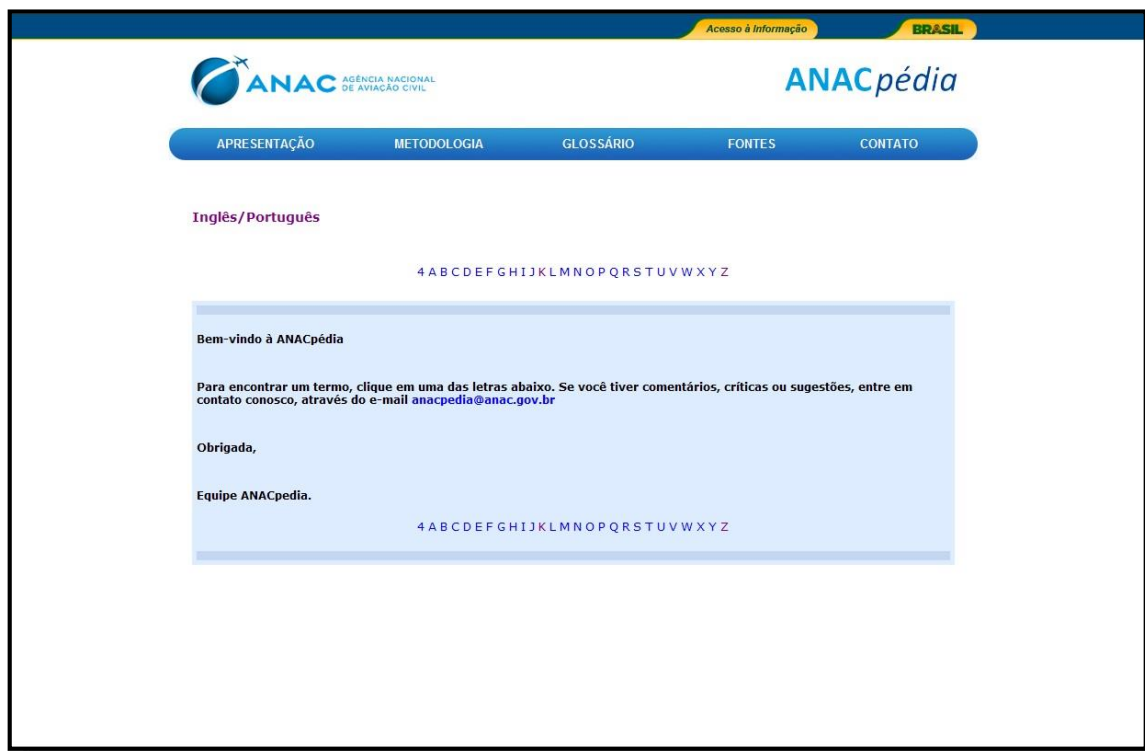 Acesso à Informação BRASIL
ANAC AGÊNCIA NACIONAL
DE AVIAÇÃO CIVIL
ANACpédia
APRESENTAÇÃO METODOLOGIA GLOSSÁRIO FONTES CONTATO
Inglês/Português
4 A B C D E F G H I J K L M N O P Q R S T U V W X Y Z
Bem-vindo à ANACpédia
Para encontrar um termo, clique em uma das letras abaixo. Se você tiver comentários, críticas ou sugestões, entre em
contato conosco, através do e-mail anacpedia@anac.gov.br
Obrigada,
Equipe ANACpedia.
4 A B C D E F G H I J K L M N O P Q R S T U V W X Y Z